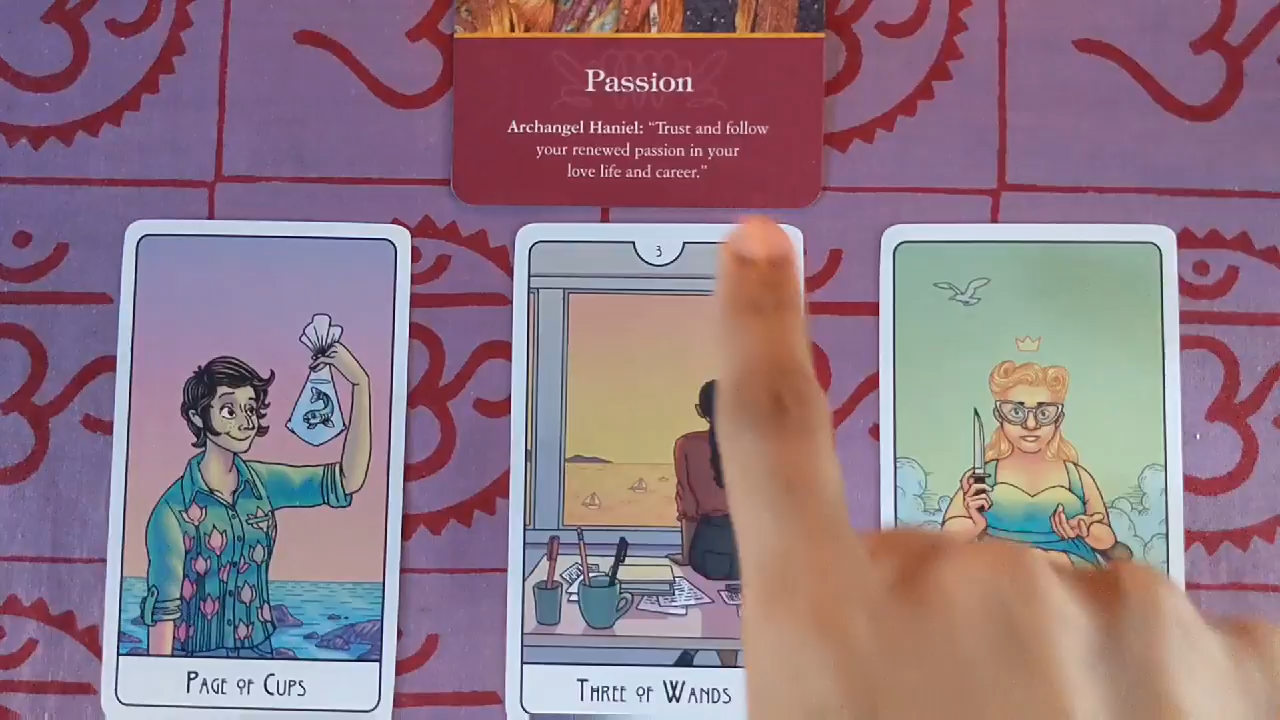 Passion
Archangel Haniel: “Trust and follow
your renewed passion in your
love life and career.”
3
Page of Cups
Three of Wands